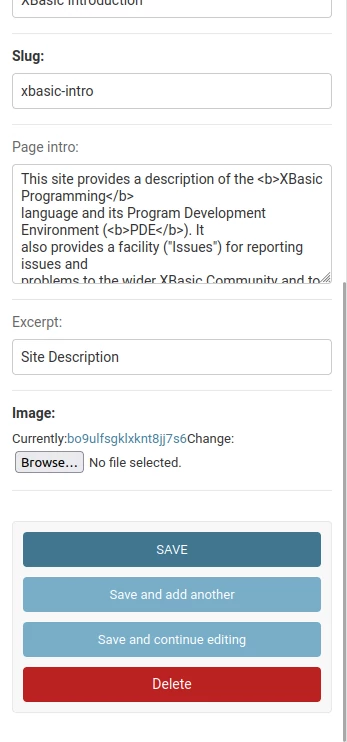 XBasic Introduction
Slug:
xbasic-intro
Page intro:
This site provides a description of the <b>XBasic
Programming</b>
language and its Program Development
Environment (<b>PDE</b>). It
also provides a facility ("Issues") for reporting
issues and
problems to the wider XBasic Community and to
Excerpt:
Site Description
Image:
Currently:bo9ulfsgklxknt8jj7s6Change:
Browse... No file selected.
SAVE
Save and add another
Save and continue editing
Delete